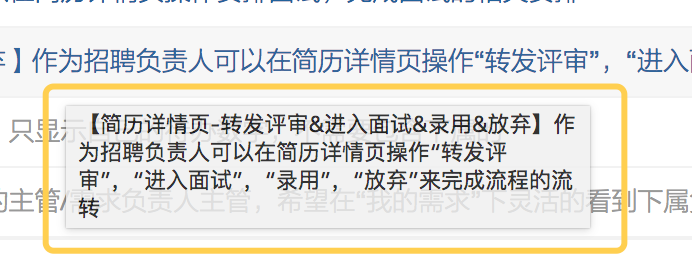 弃】作为招聘负责人可以在简历详情页操作“转发评审”，“进入面
【简历详情页-转发评审&进入面试&录用&放弃】作
为招聘负责人可以在简历详情页操作“转发评
审”，“进入面试”，“录用”，“放弃”来完成流程的流
转
只显示
的主管/需求负责人主管，希望在“我的需求”下灵活的看到下属